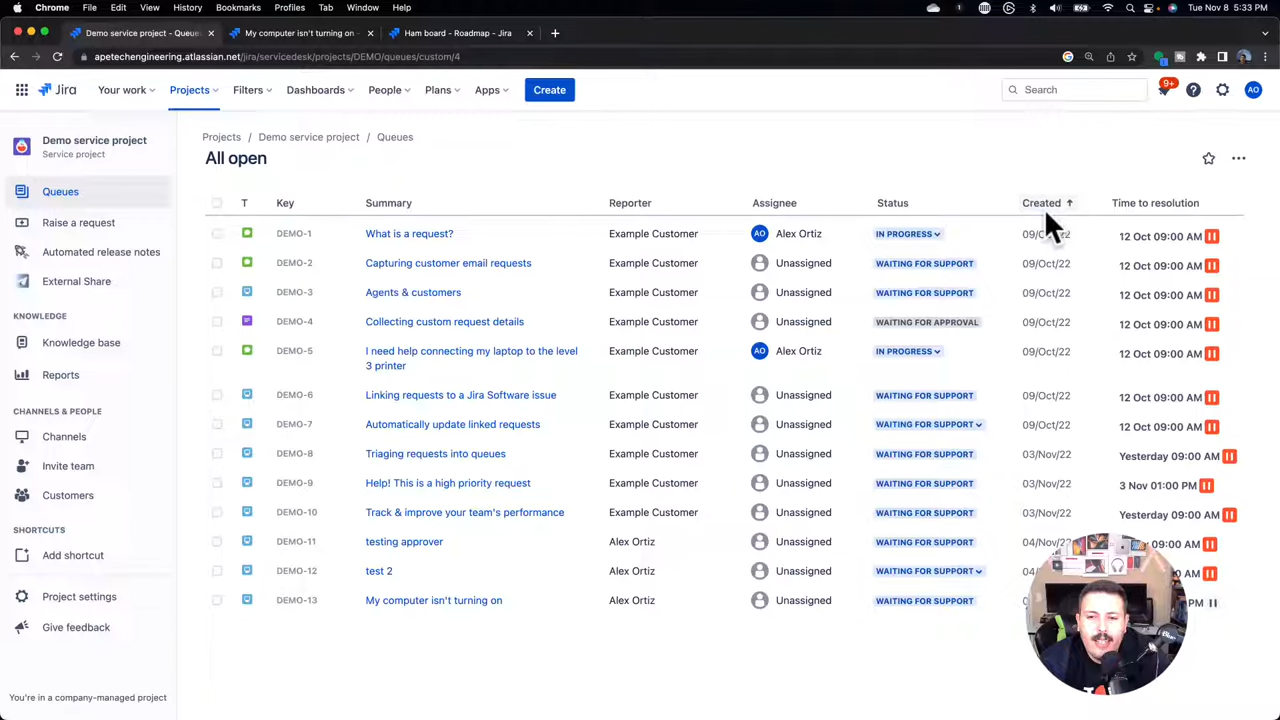 Chrome File Edit View History Bookmarks Profiles Tab Window Help Tue Nov 8 5:33 PM
Demo service project - Queue My computer isn't turning on - Ham board - Roadmap - Jira
apetechengineering.atlassian.net/jira/servicedesk/projects/DEMO/queues/custom/4
Jira Your work Projects Filters Dashboards People Plans Apps Create Search 9+ AO
Demo service project
Service project
Queues
Raise a request
Automated release notes
External Share
KNOWLEDGE
Knowledge base
Reports
CHANNELS & PEOPLE
Channels
Invite team
Customers
SHORTCUTS
Add shortcut
Project settings
Give feedback
You're in a company-managed project
Projects / Demo service project / Queues
All open
T Key Summary Reporter Assignee Status Created Time to resolution
DEMO-1 What is a request? Example Customer AO Alex Ortiz IN PROGRESS 12 Oct 09:00 AM
DEMO-2 Capturing customer email requests Example Customer Unassigned WAITING FOR SUPPORT 09/Oct/22 12 Oct 09:00 AM
DEMO-3 Agents & customers Example Customer Unassigned WAITING FOR SUPPORT 09/Oct/22 12 Oct 09:00 AM
DEMO-4 Collecting custom request details Example Customer Unassigned WAITING FOR APPROVAL 09/Oct/22 12 Oct 09:00 AM
DEMO-5 I need help connecting my laptop to the level Example Customer AO Alex Ortiz IN PROGRESS 09/Oct/22 12 Oct 09:00 AM
3 printer
DEMO-6 Linking requests to a Jira Software issue Example Customer Unassigned WAITING FOR SUPPORT 09/Oct/22 12 Oct 09:00 AM
DEMO-7 Automatically update linked requests Example Customer Unassigned WAITING FOR SUPPORT 09/Oct/22 12 Oct 09:00 AM
DEMO-8 Triaging requests into queues Example Customer Unassigned WAITING FOR SUPPORT 03/Nov/22 Yesterday 09:00 AM
DEMO-9 Help! This is a high priority request Example Customer Unassigned WAITING FOR SUPPORT 03/Nov/22 3 Nov 01:00 PM
DEMO-10 Track & improve your team's performance Example Customer Unassigned WAITING FOR SUPPORT 03/Nov/22 Yesterday 09:00 AM
DEMO-11 testing approver Alex Ortiz Unassigned WAITING FOR SUPPORT 04/Nov/22 09:00 AM
DEMO-12 test 2 Alex Ortiz Unassigned WAITING FOR SUPPORT 09:00 AM
DEMO-13 My computer isn't turning on Alex Ortiz Unassigned WAITING FOR SUPPORT PM